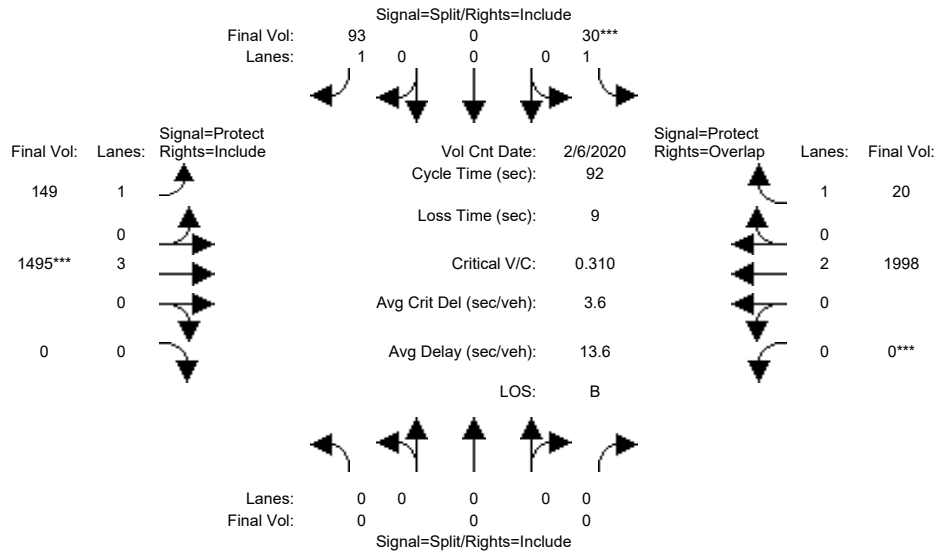 Signal=Split/Rights=Include
Final Vol: 93 0 30***
Lanes: 1 0 0 0 1
Signal=Protect
Final Vol: Lanes: Rights=Include
Vol Cnt Date: 2/6/2020
Signal=Protect
Rights=Overlap Lanes: Final Vol:
Cycle Time (sec): 92
149 1
1 20
Loss Time (sec): 9
0
0
1495*** 3
Critical V/C: 0.310
2 1998
0
Avg Crit Del (sec/veh): 3.6
0
0 0
Avg Delay (sec/veh): 13.6
0 0***
LOS: B
Lanes: 0 0 0 0 0
Final Vol: 0 0 0
Signal=Split/Rights=Include